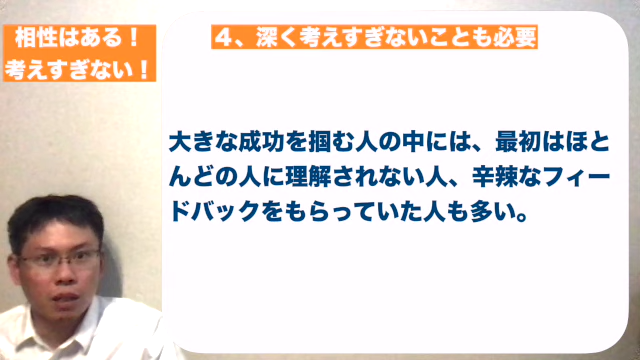 相性はある！
考えすぎない！
４、深く考えすぎないことも必要
大きな成功を掴む人の中には、最初はほと
んどの人に理解されない人、辛辣なフィー
ドバックをもらっていた人も多い。